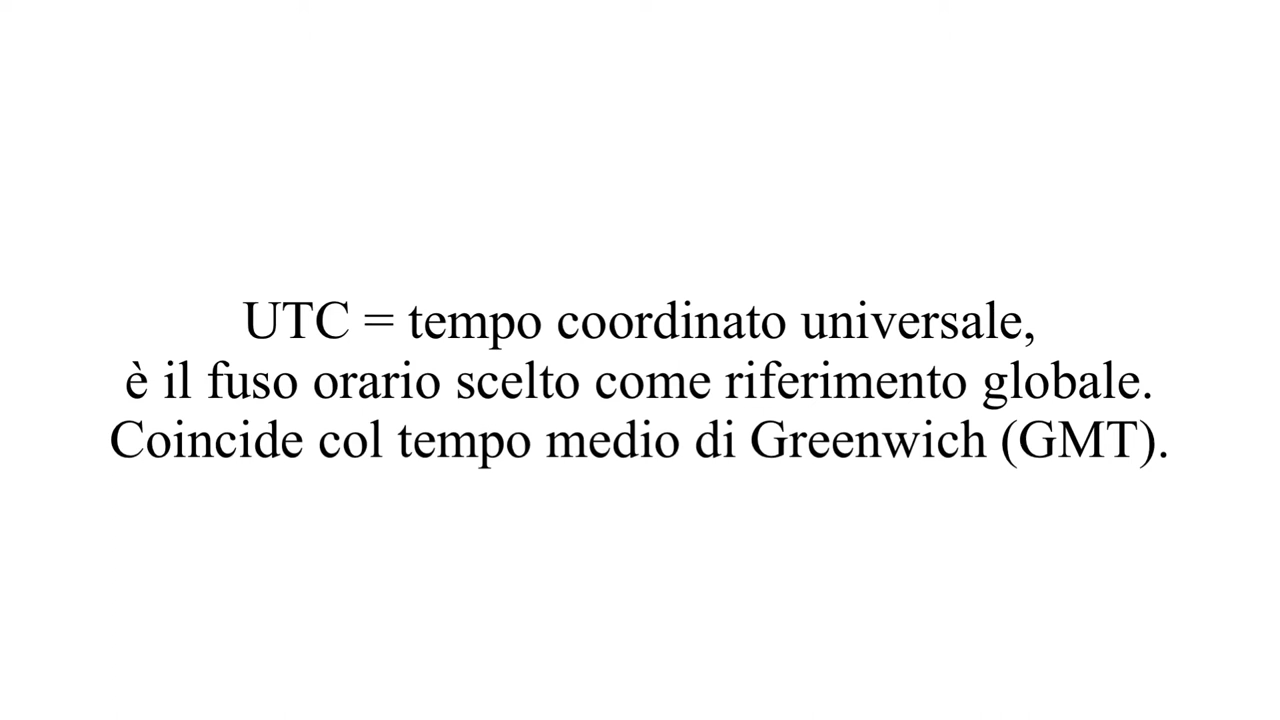 UTC = tempo coordinato universale,
è il fuso orario scelto come riferimento globale.
Coincide col tempo medio di Greenwich (GMT).